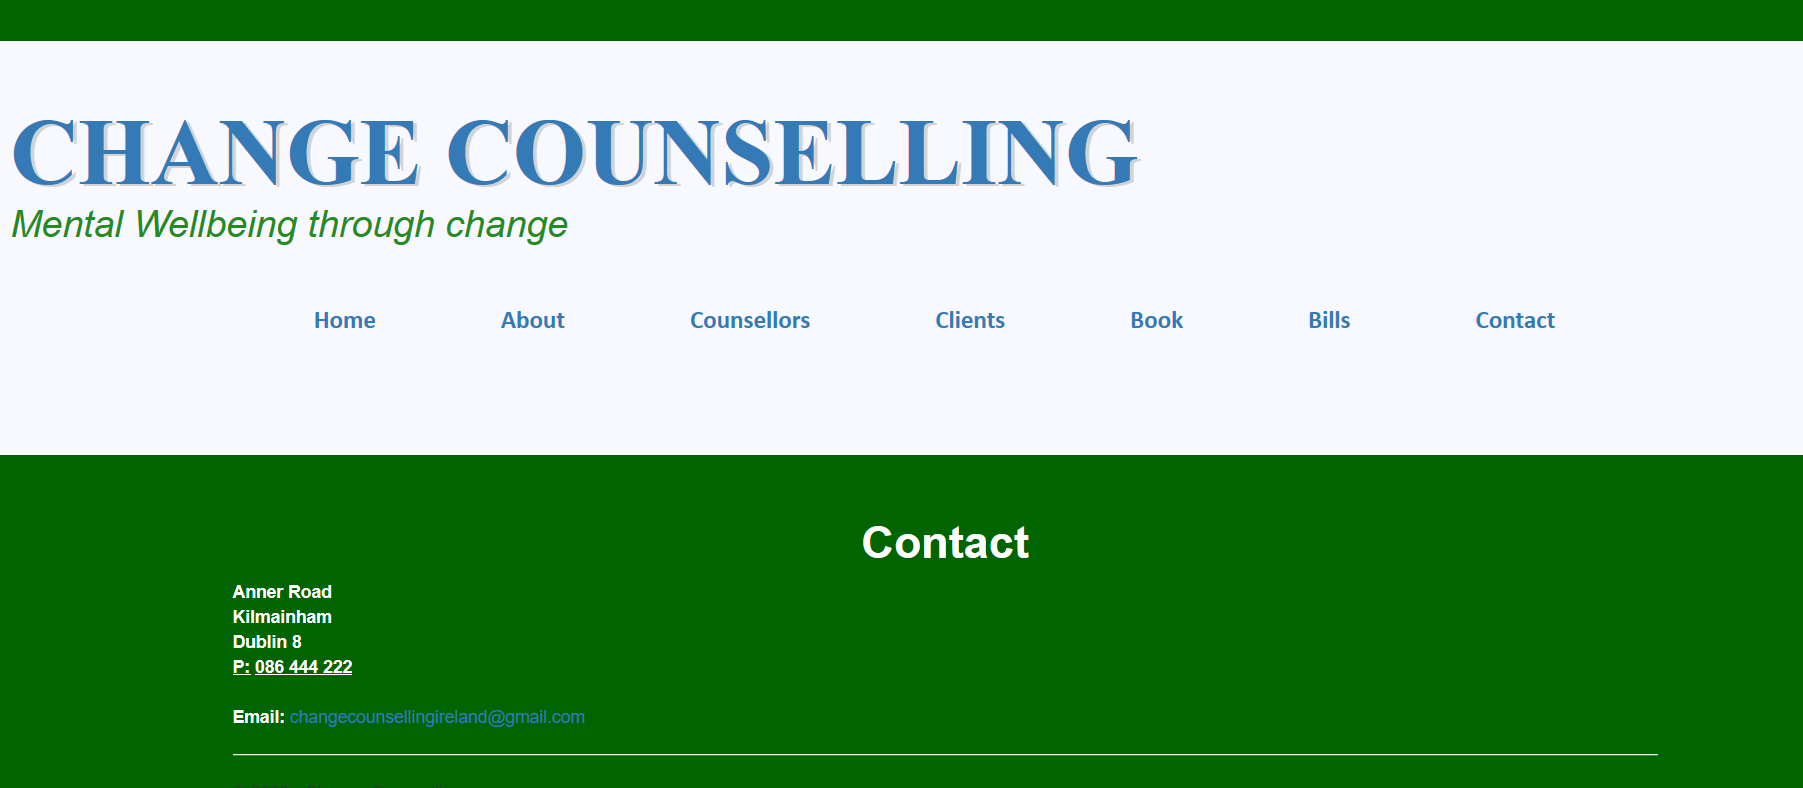 CHANGE COUNSELLING
Mental Wellbeing through change
Home About Counsellors Clients Book Bills Contact
Contact
Anner Road
Kilmainham
Dublin 8
P: 086 444 222
Email: changecounsellingireland@gmail.com